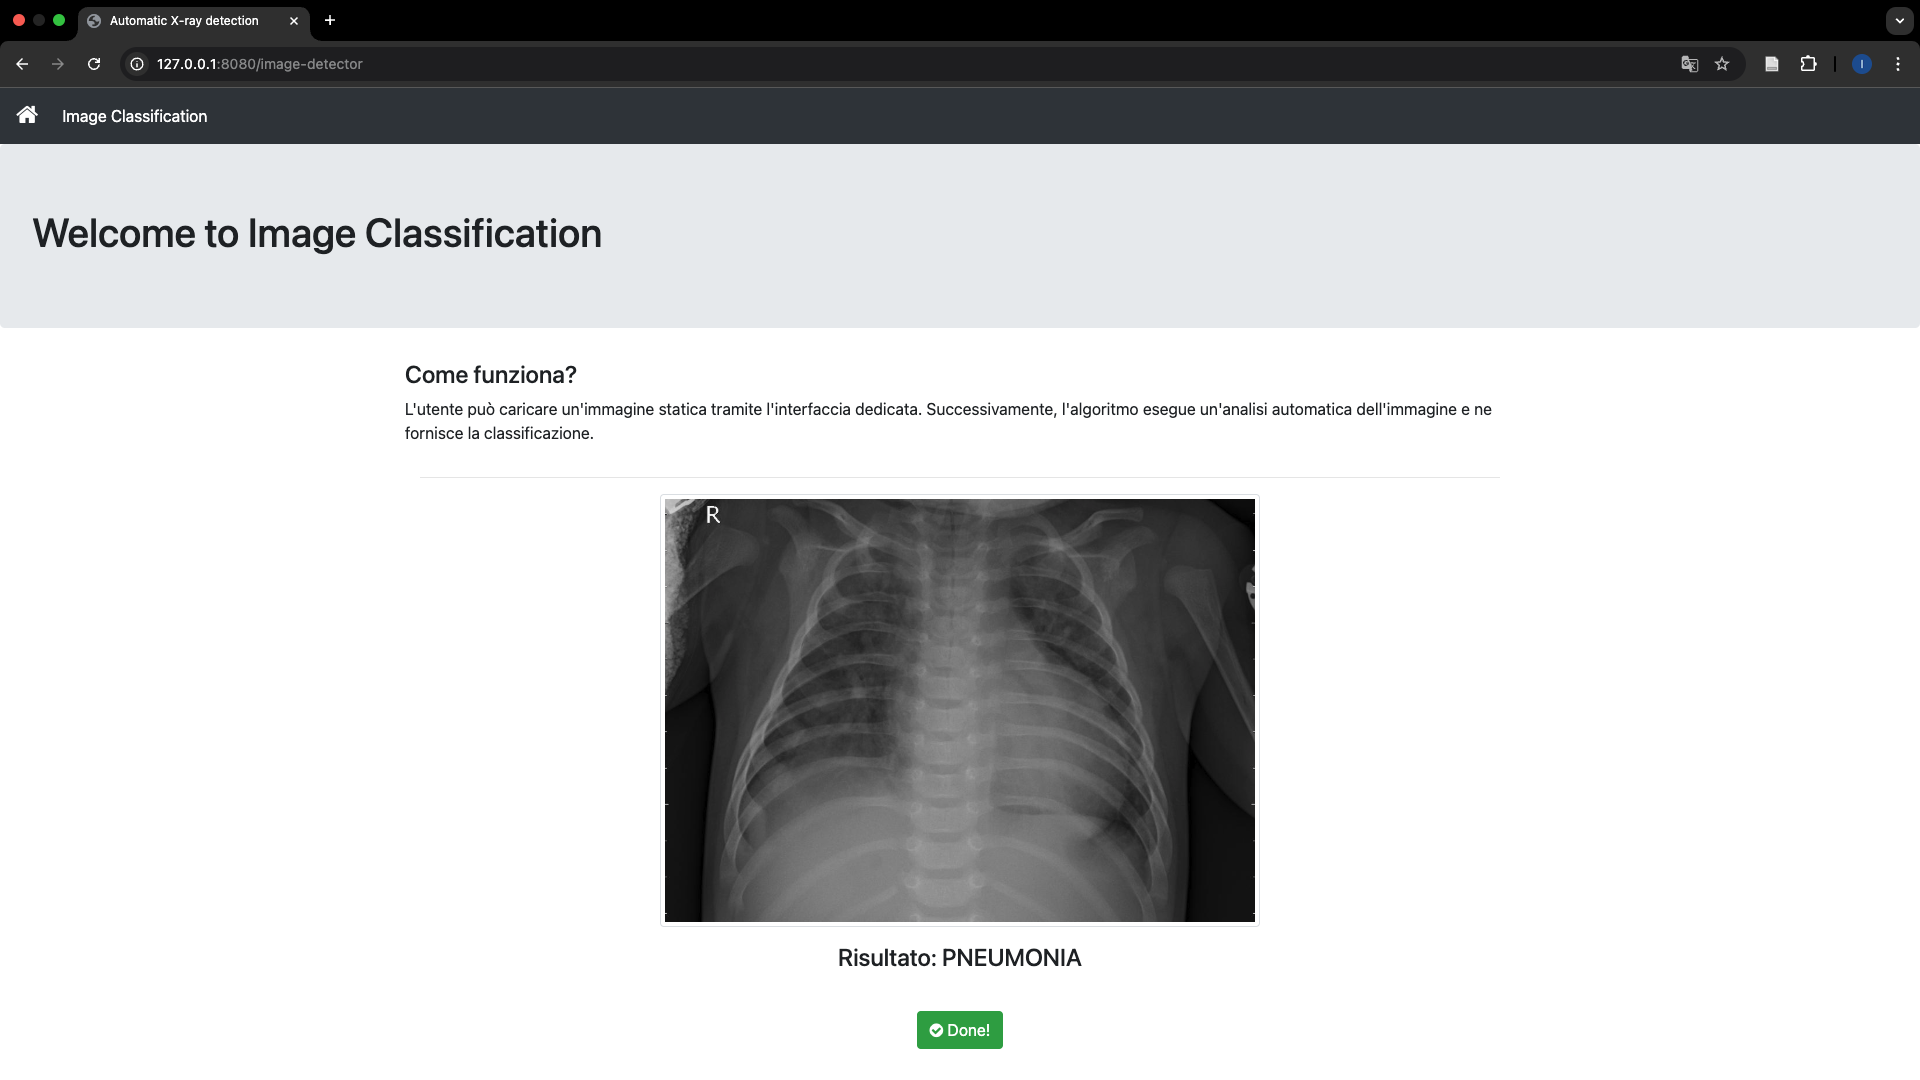 Automatic X-ray detection
127.0.0.1:8080/image-detector
I
Image Classification
Welcome to Image Classification
Come funziona?
L'utente può caricare un'immagine statica tramite l'interfaccia dedicata. Successivamente, l'algoritmo esegue un'analisi automatica dell'immagine e ne
fornisce la classificazione.
R
Risultato: PNEUMONIA
Done!